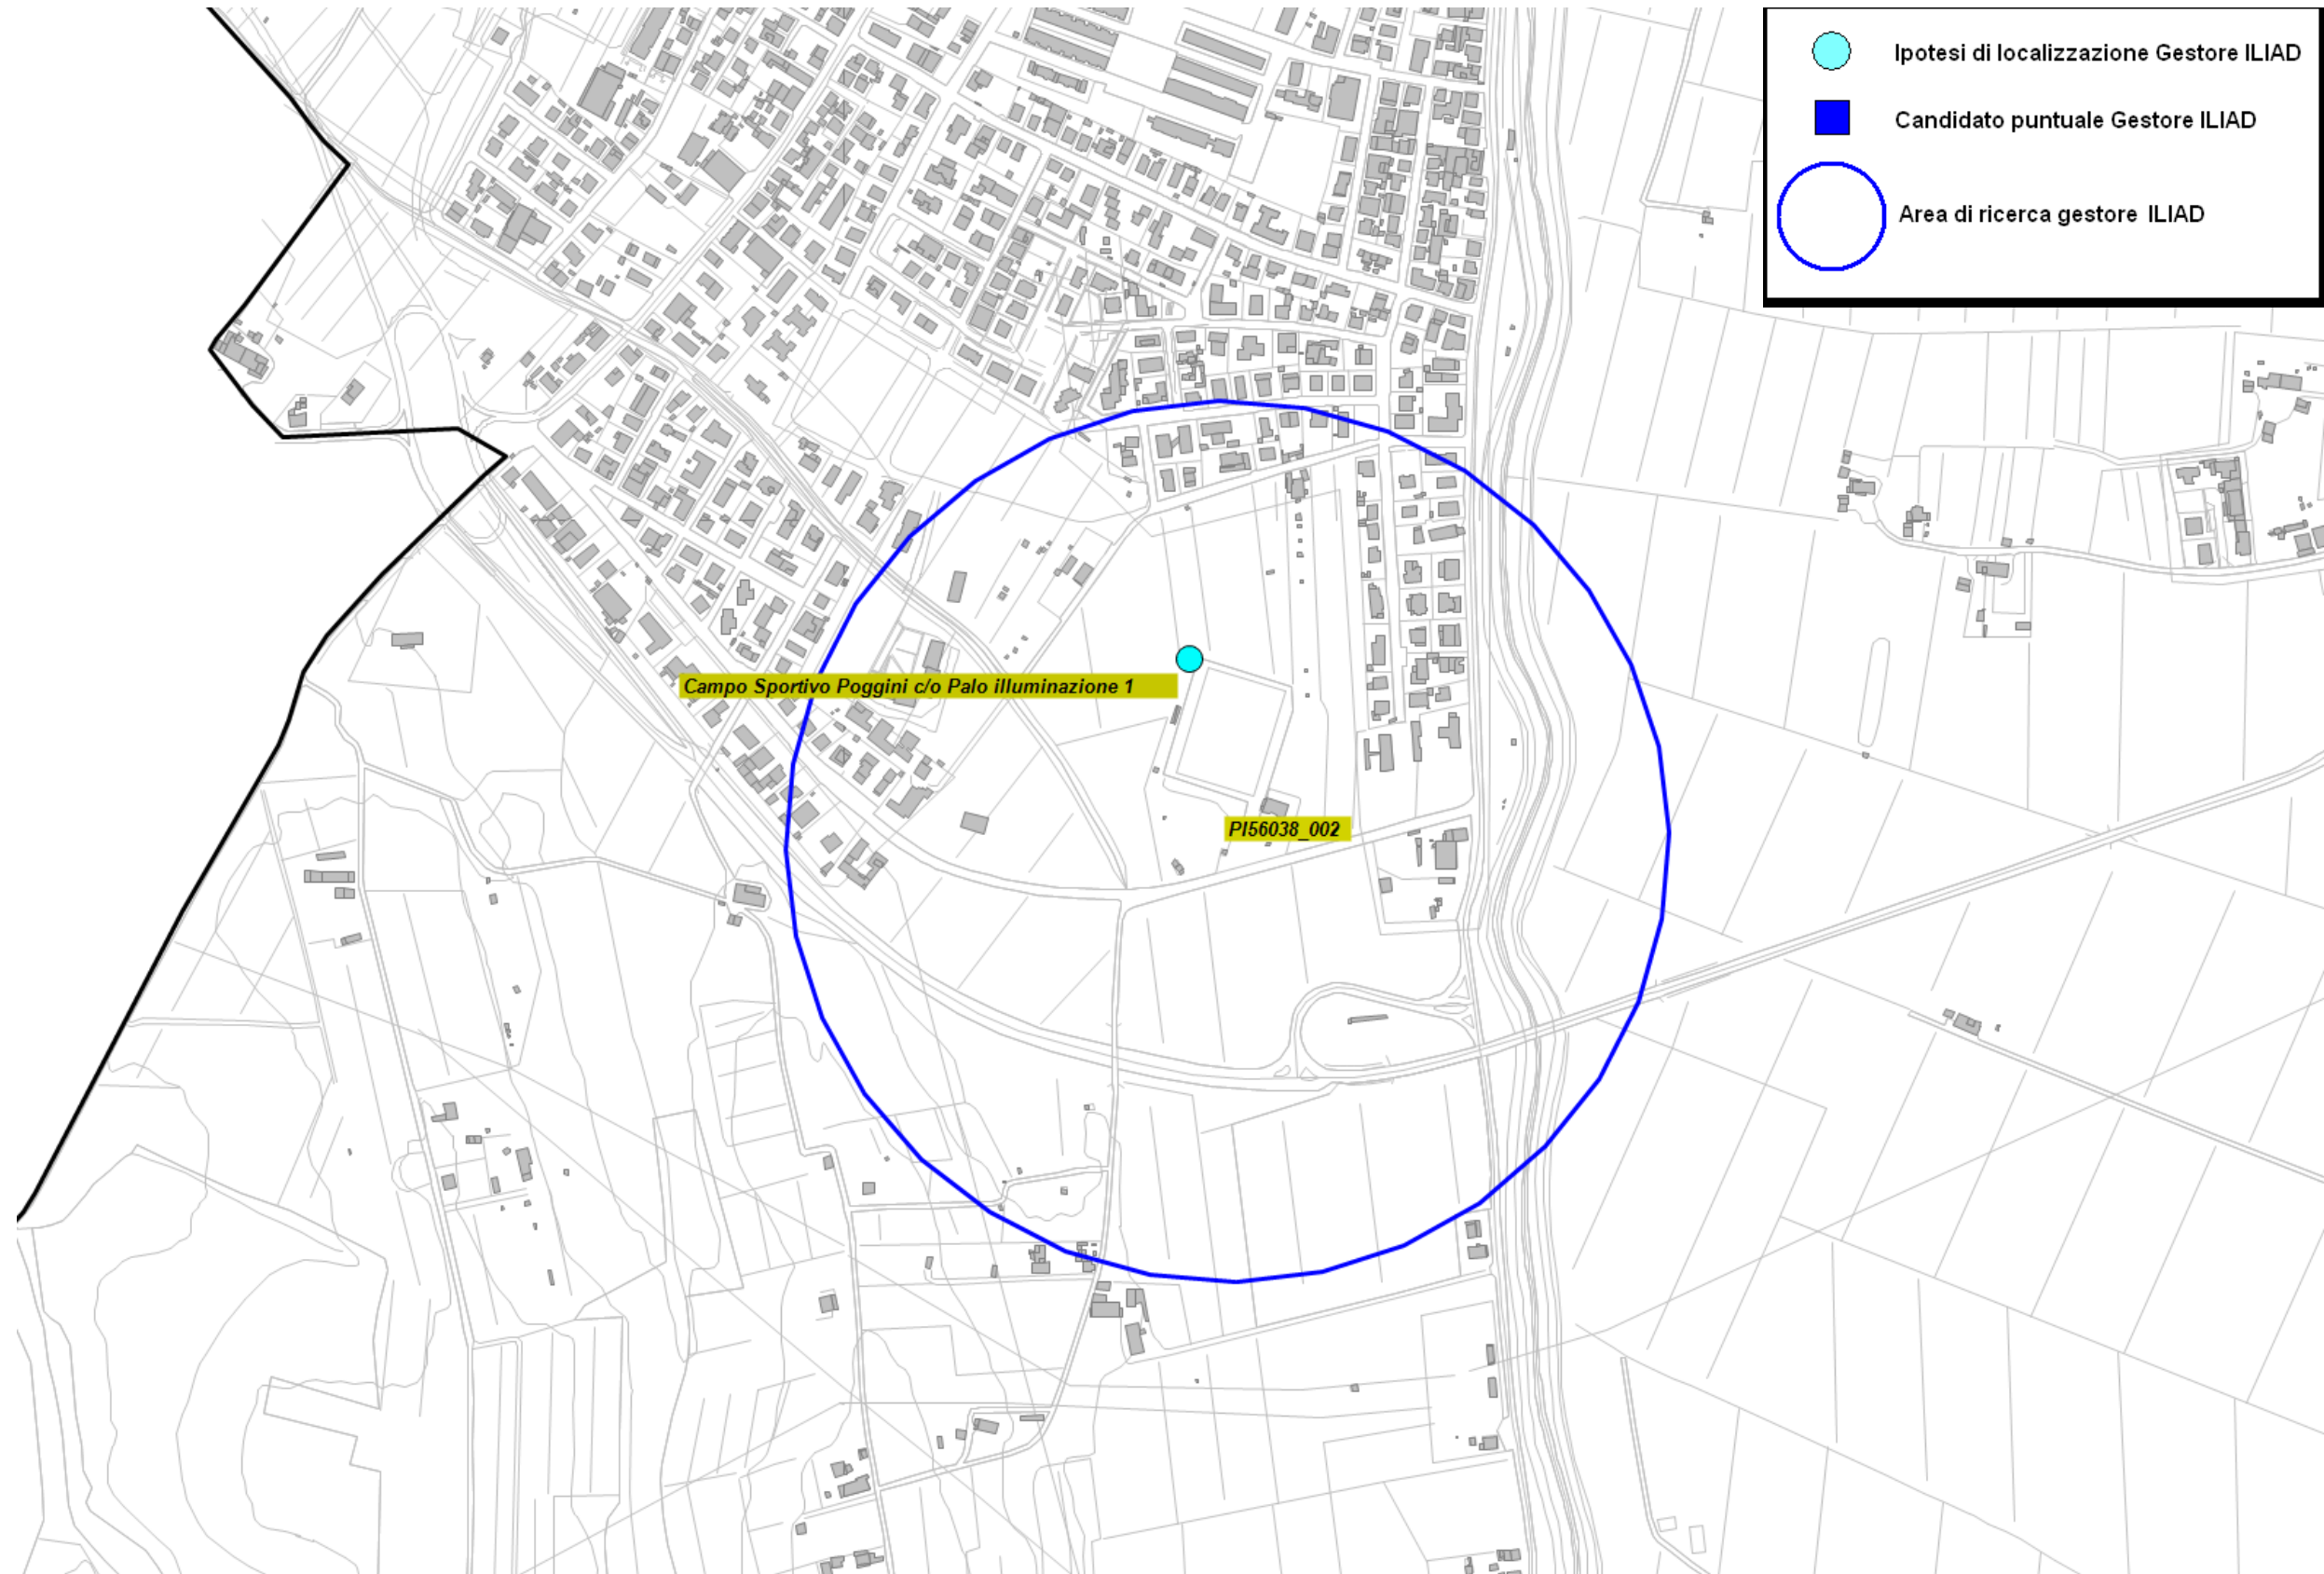 Ipotesi di localizzazione Gestore ILIAD
Candidato puntuale Gestore ILIAD
Area di ricerca gestore ILIAD
Campo Sportivo Poggini c/o Palo illuminazione 1
PI56038_002